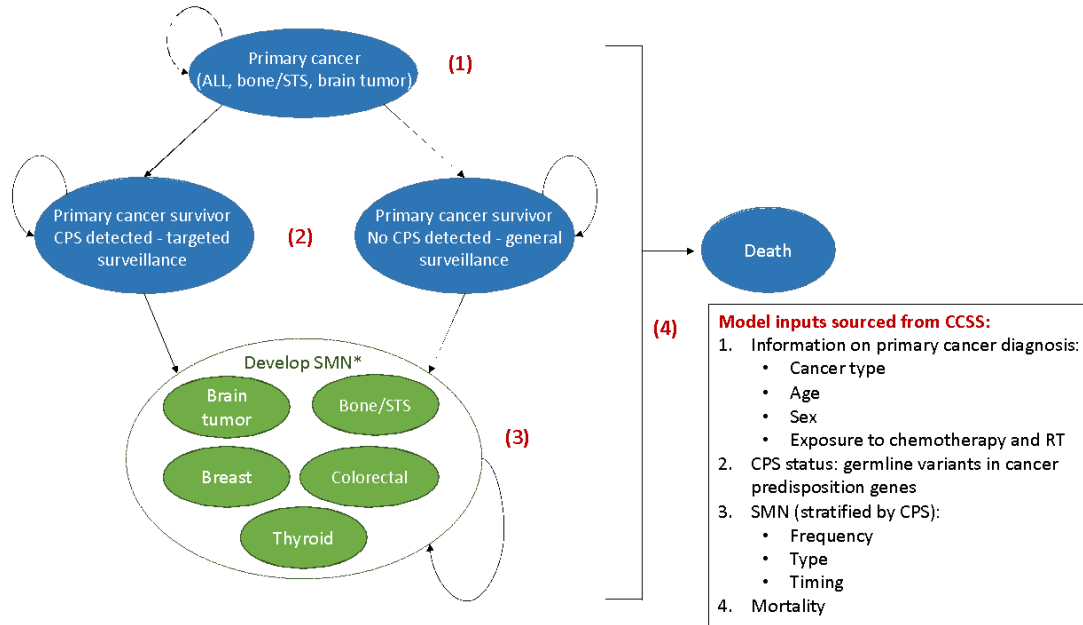 Primary cancer
(ALL, bone/STS, brain tumor)
(1)
Primary cancer survivor
CPS detected - targeted
surveillance
(2)
Primary cancer survivor
No CPS detected - general
surveillance
Death
(4)
Develop SMN*
Brain
tumor
Bone/STS
(3)
Breast
Colorectal
Thyroid
Model inputs sourced from CCSS:
1. Information on primary cancer diagnosis:
• Cancer type
• Age
• Sex
• Exposure to chemotherapy and RT
2. CPS status: germline variants in cancer
predisposition genes
3. SMN (stratified by CPS):
• Frequency
• Type
• Timing
4. Mortality